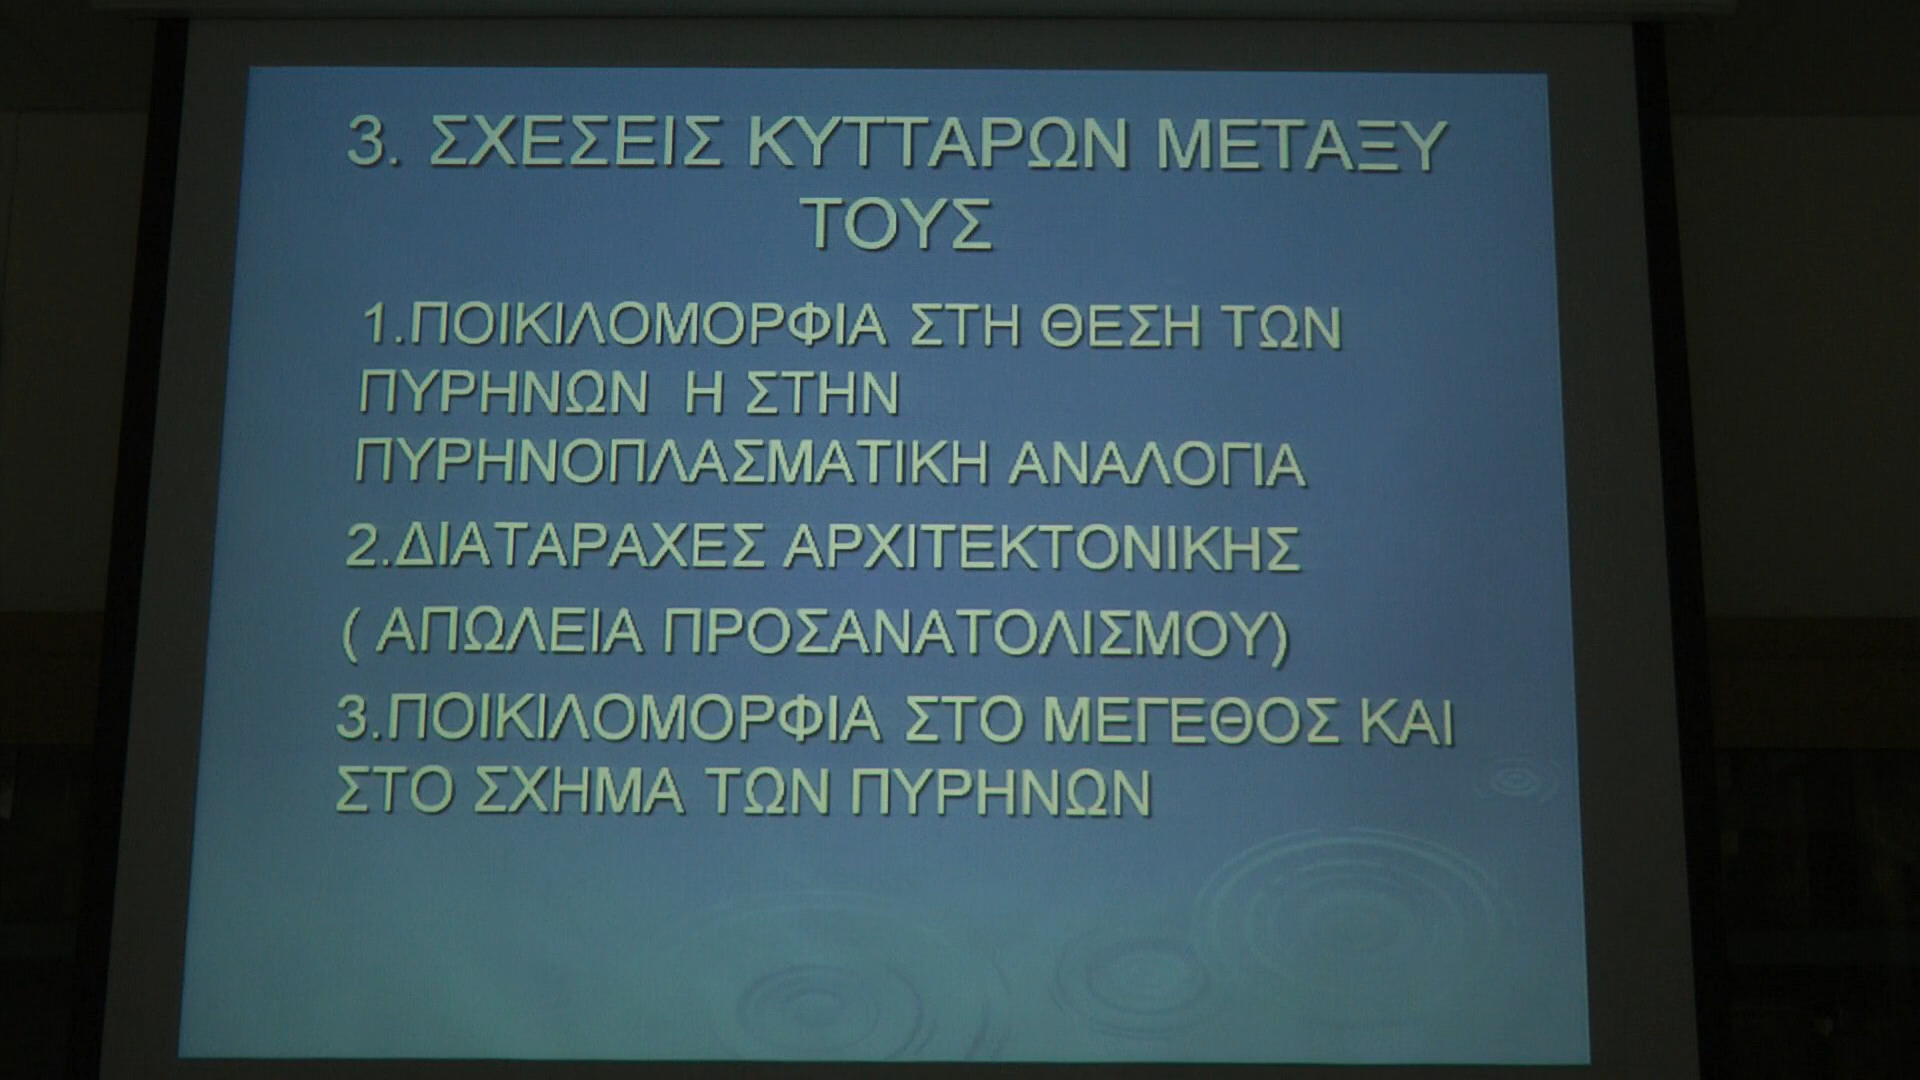 3. ΣΧΕΣΕΙΣ ΚΥΤΤΑΡΩΝ ΜΕΤΑΞΥ
ΤΟΥΣ
1.ΠΟΙΚΙΛΟΜΟΡΦΙΑ ΣΤΗ ΘΕΣΗ ΤΩΝ
ΠΥΡΗΝΩΝ Η ΣΤΗΝ
ΠΥΡΗΝΟΠΛΑΣΜΑΤΙΚΗ ΑΝΑΛΟΓΙΑ
2.ΔΙΑΤΑΡΑΧΕΣ ΑΡΧΙΤΕΚΤΟΝΙΚΗΣ
( ΑΠΩΛΕΙΑ ΠΡΟΣΑΝΑΤΟΛΙΣΜΟΥ)
3.ΠΟΙΚΙΛΟΜΟΡΦΙΑ ΣΤΟ ΜΕΓΕΘΟΣ ΚΑΙ
ΣΤΟ ΣΧΗΜΑ ΤΩΝ ΠΥΡΗΝΩΝ